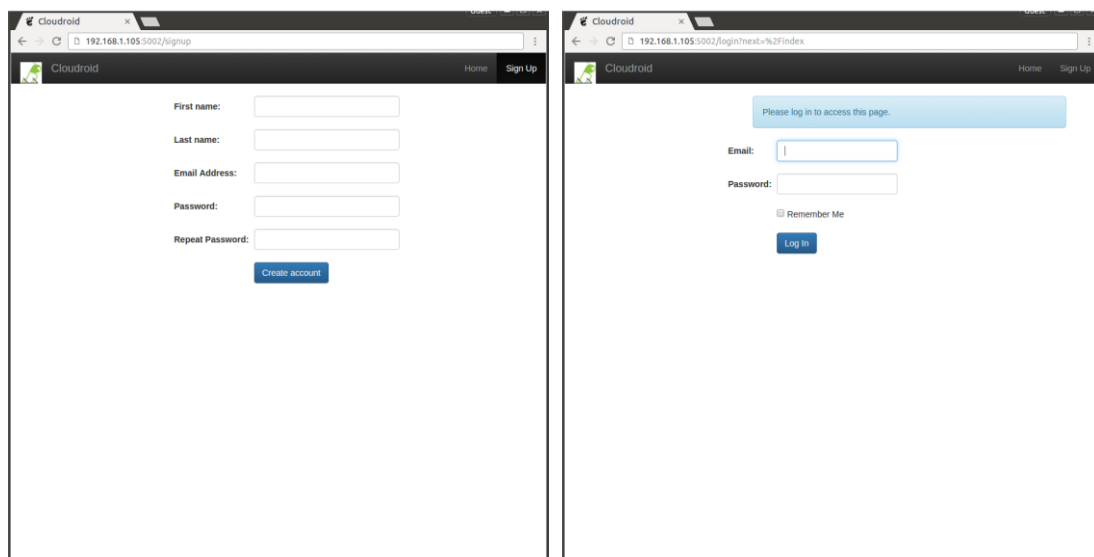 Cloudroid
192.168.1.105:5002/signup
Cloudroid
Home
Sign Up
First name:
Last name:
Email Address:
Password:
Repeat Password:
Create account
Cloudroid
192.168.1.105:5002/login?next=%2Findex
Cloudroid
Home
Sign Up
Please log in to access this page.
Email:
Password:
Remember Me
Log In